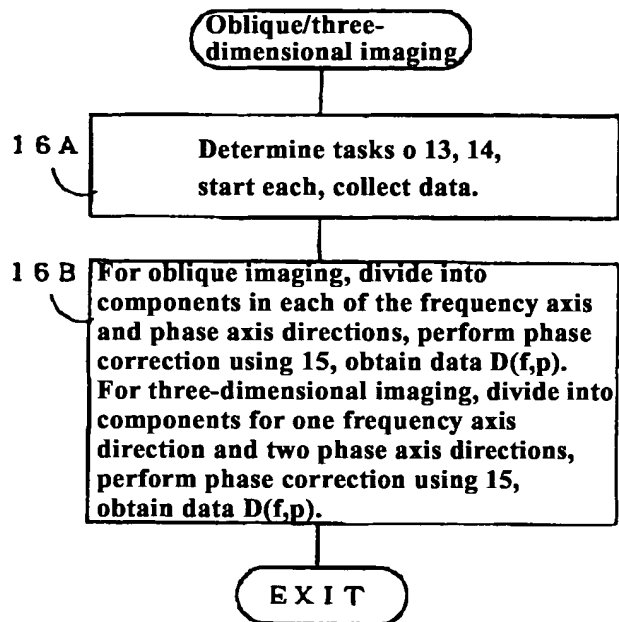 Oblique/three-
dimensional imaging
16A
Determine tasks o 13, 14,
start each, collect data.
16B
For oblique imaging, divide into
components in each of the frequency axis
and phase axis directions, perform phase
correction using 15, obtain data D(f,p).
For three-dimensional imaging, divide into
components for one frequency axis
direction and two phase axis directions,
perform phase correction using 15,
obtain data D(f,p).
EXIT